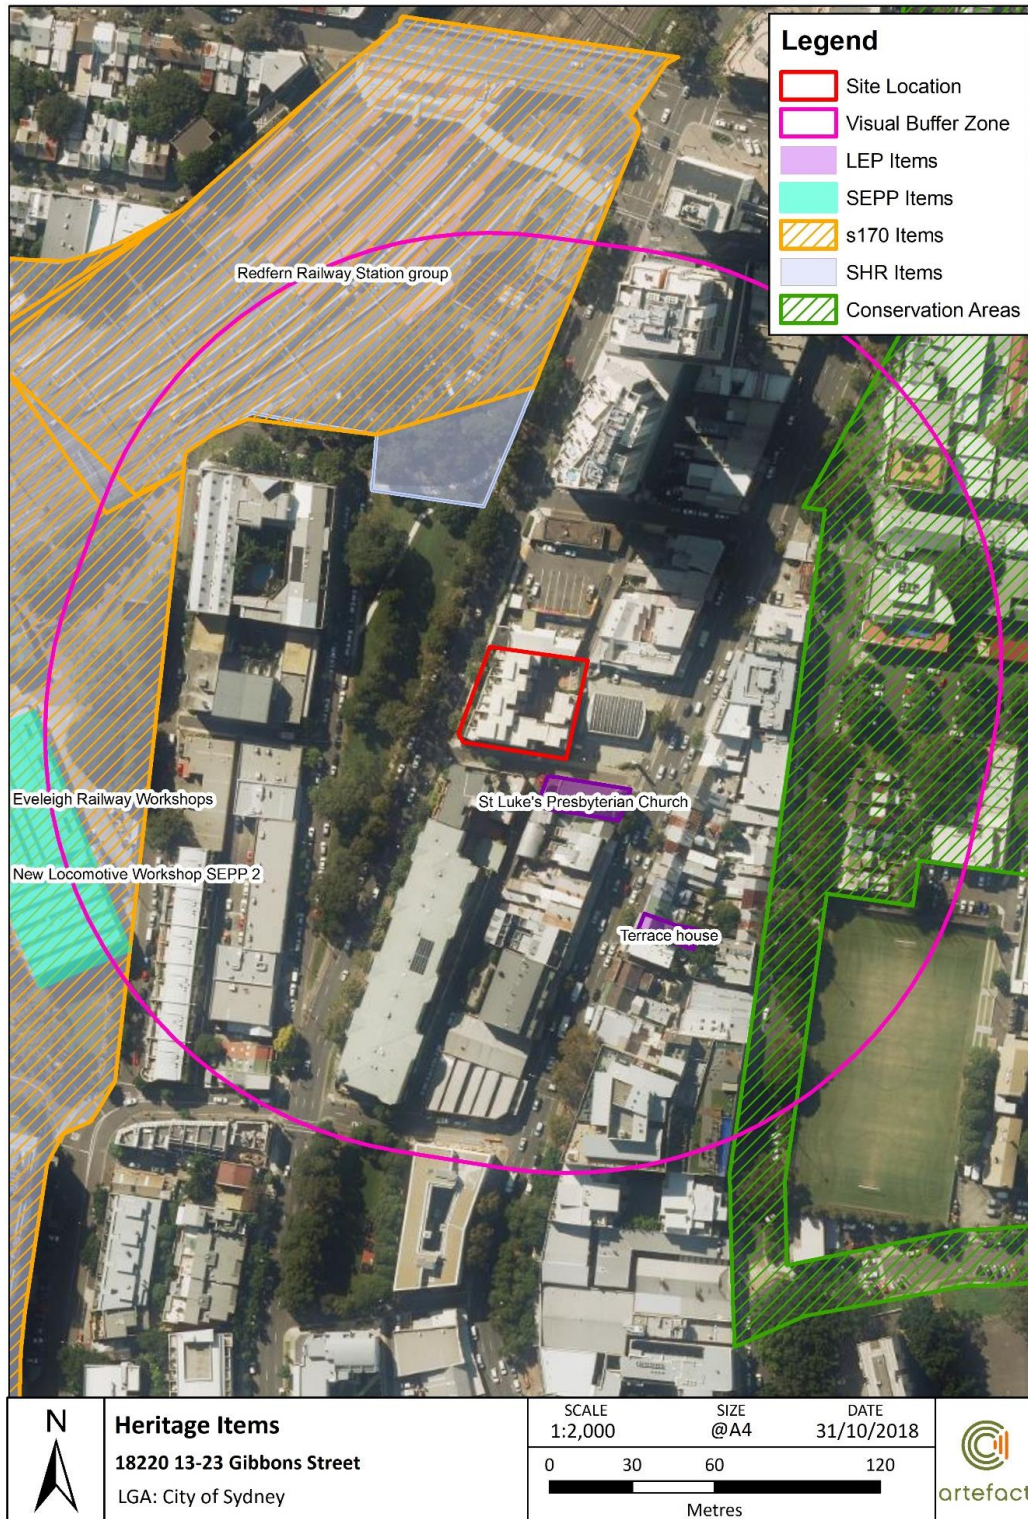 Legend
Site Location
Visual Buffer Zone
LEP Items
SEPP Items
s170 Items
SHR Items
Conservation Areas
Redfern Railway Station group
Eveleigh Railway Workshops
St Luke's Presbyterian Church
New Locomotive Workshop SEPP 2
Terrace house
N
Heritage Items
18220 13-23 Gibbons Street
LGA: City of Sydney
SCALE
1:2,000
SIZE
@A4
DATE
31/10/2018
0 30 60 120
Metres
artefact